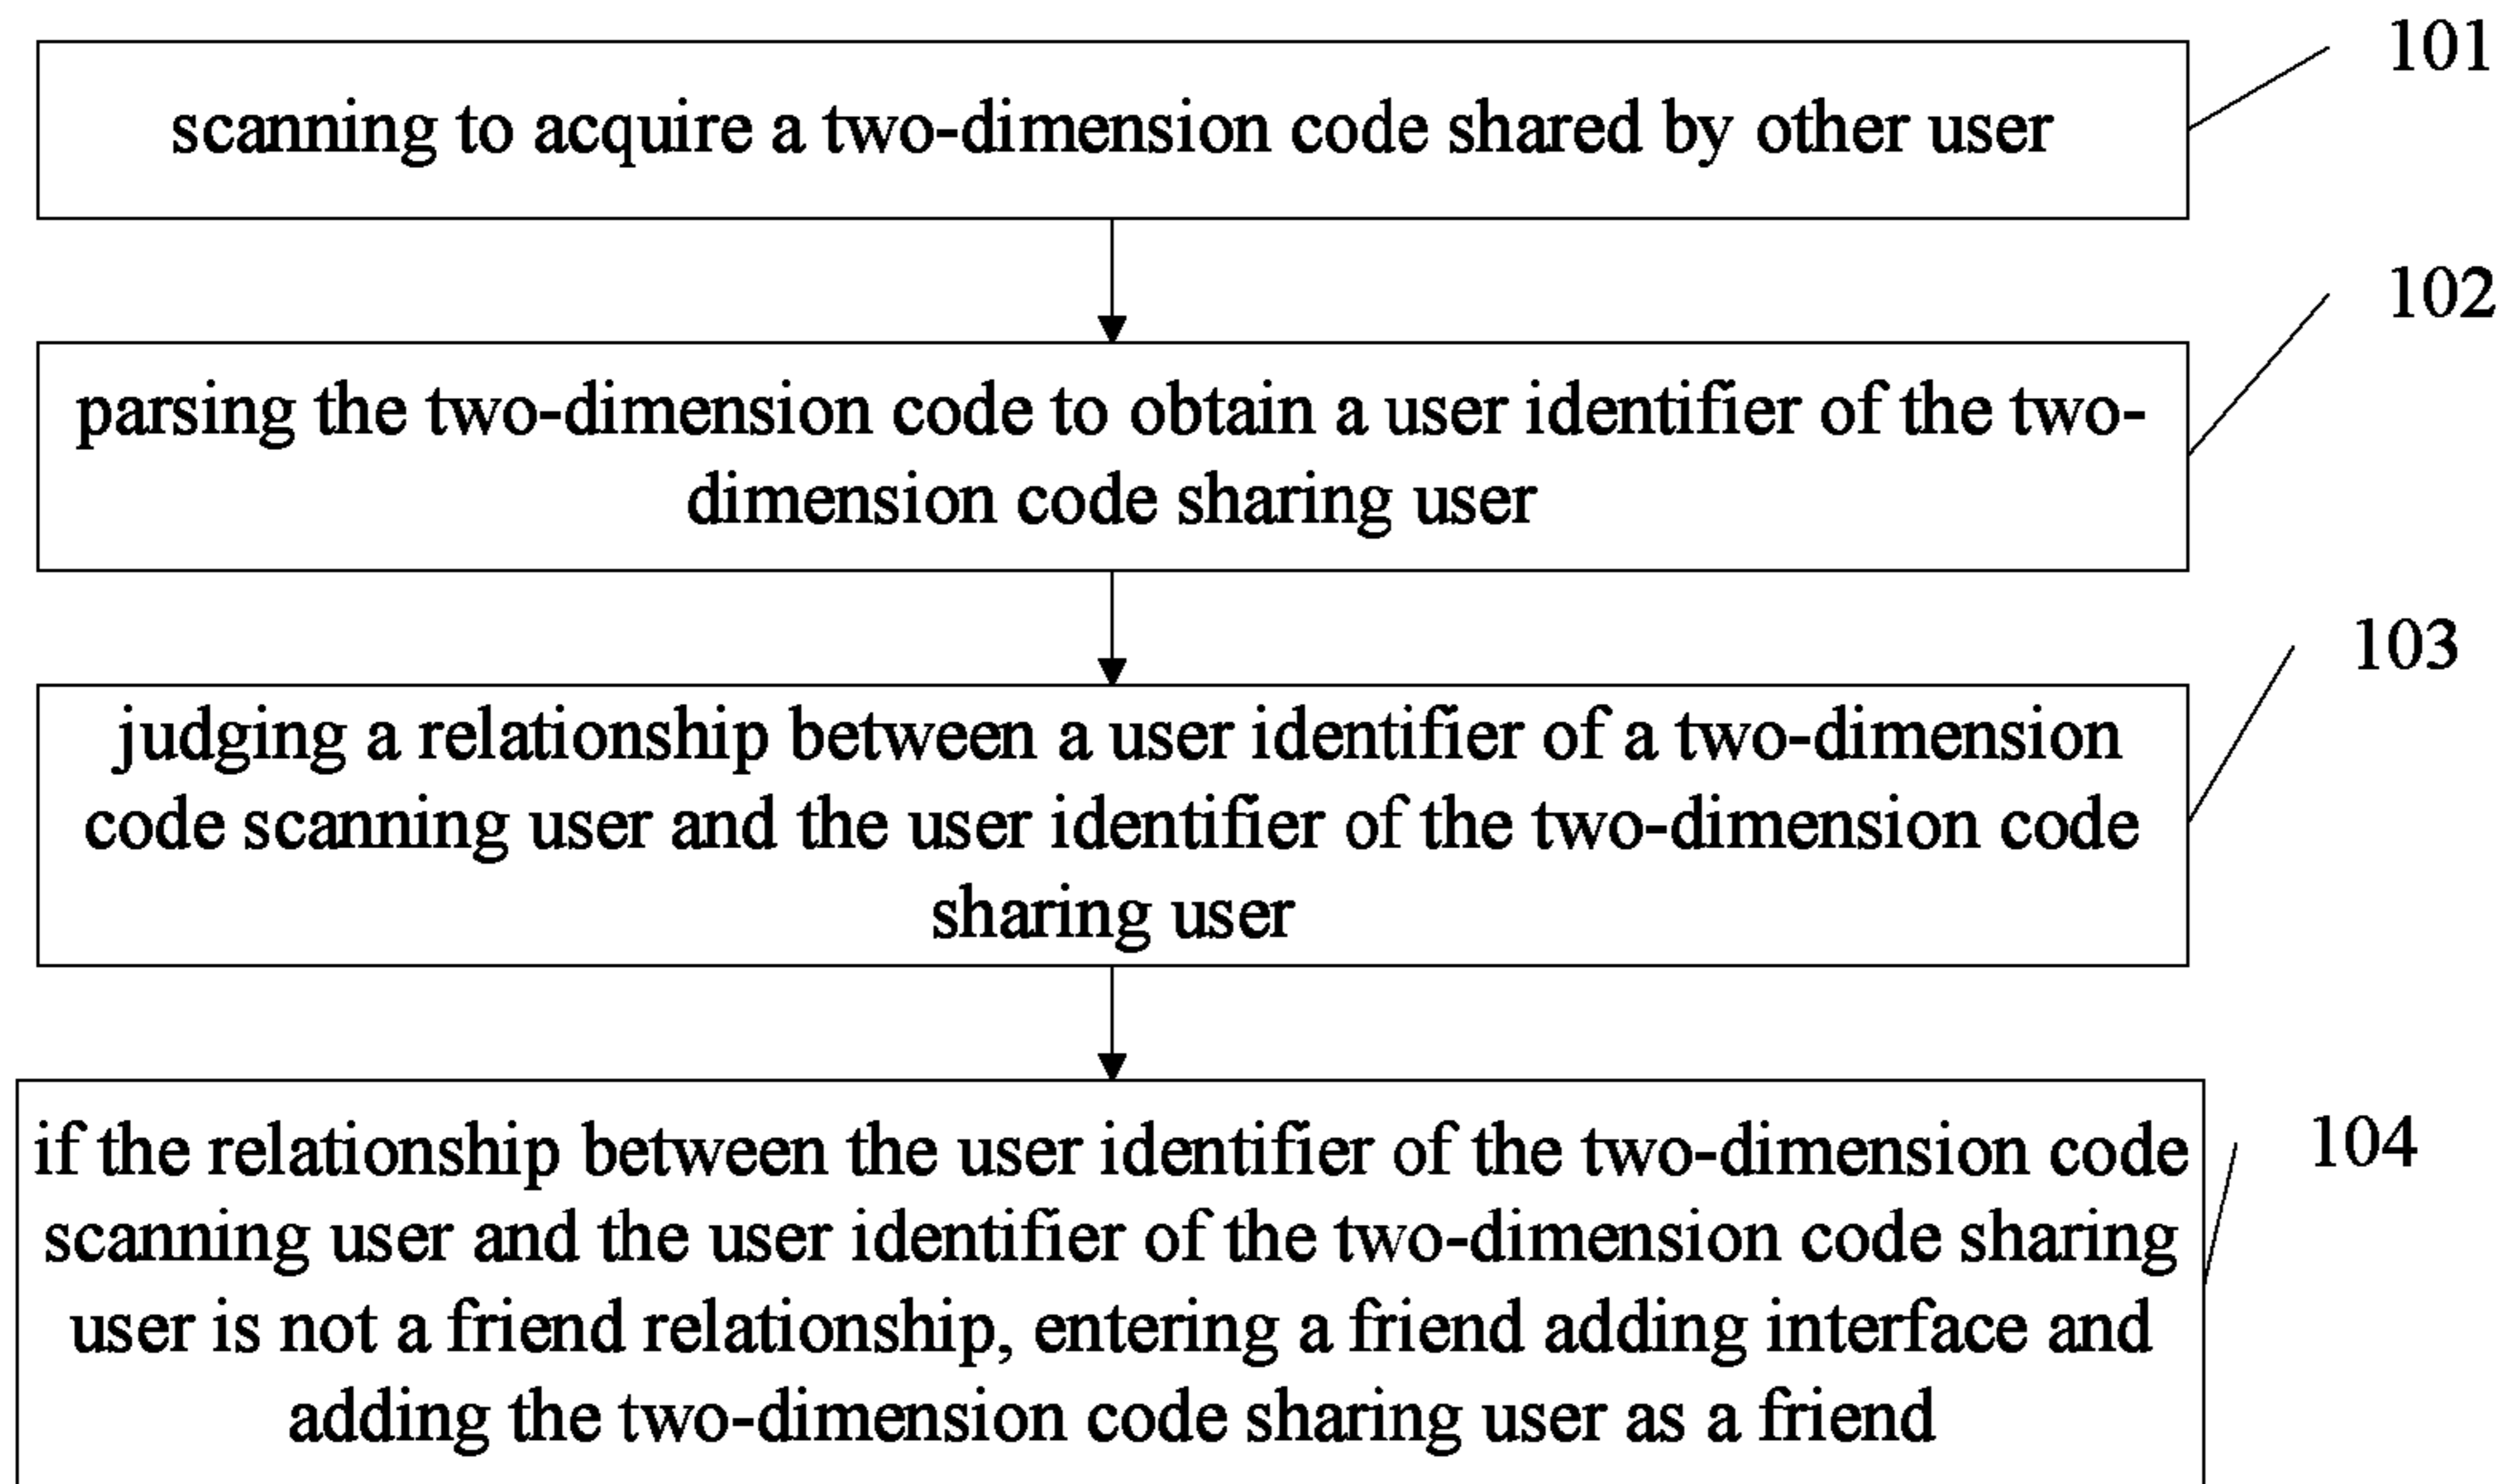 101
scanning to acquire a two-dimension code shared by other user
102
parsing the two-dimension code to obtain a user identifier of the two-
dimension code sharing user
103
judging a relationship between a user identifier of a two-dimension
code scanning user and the user identifier of the two-dimension code
sharing user
104
if the relationship between the user identifier of the two-dimension code
scanning user and the user identifier of the two-dimension code sharing
user is not a friend relationship, entering a friend adding interface and
adding the two-dimension code sharing user as a friend